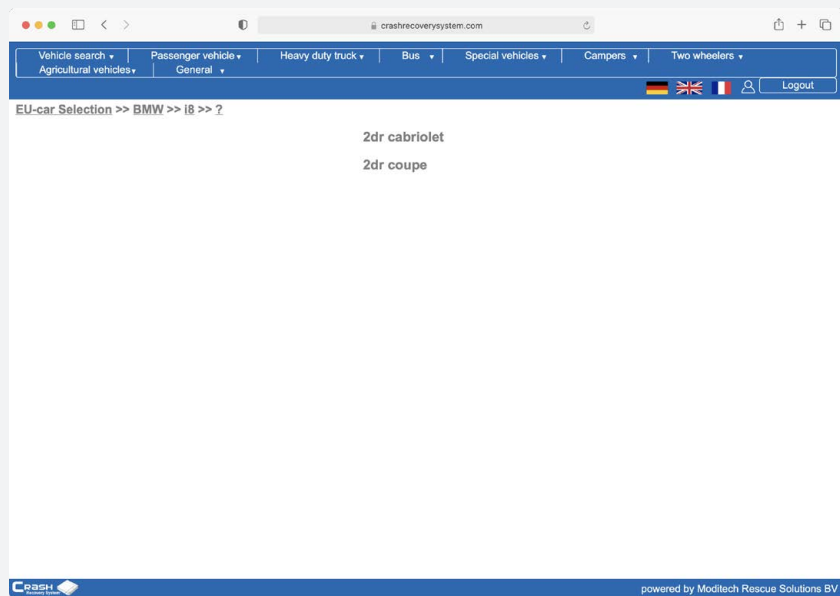 crashrecoverysystem.com
Vehicle search Passenger vehicle Heavy duty truck Bus Special vehicles Campers Two wheelers
Agricultural vehicles General
Logout
EU-car Selection >> BMW >> i8 >> ?
2dr cabriolet
2dr coupe
CRASH
Recovery System
powered by Moditech Rescue Solutions BV